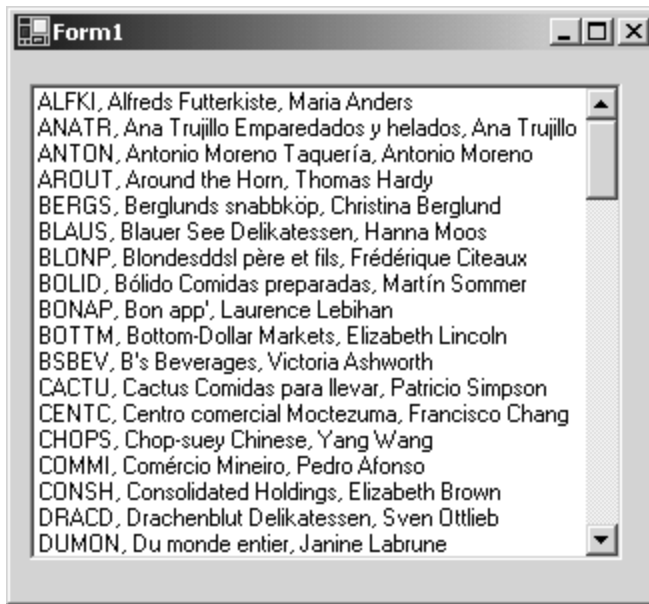 Form1
ALFKI, Alfreds Futterkiste, Maria Anders
ANATR, Ana Trujillo Emparedados y helados, Ana Trujillo
ANTON, Antonio Moreno Taquería, Antonio Moreno
AROUT, Around the Horn, Thomas Hardy
BERGS, Berglunds snabbköp, Christina Berglund
BLAUS, Blauer See Delikatessen, Hanna Moos
BLONP, Blondesddsl père et fils, Frédérique Citeaux
BOLID, Bólido Comidas preparadas, Martín Sommer
BONAP, Bon app', Laurence Lebihan
BOTTM, Bottom-Dollar Markets, Elizabeth Lincoln
BSBEV, B's Beverages, Victoria Ashworth
CACTU, Cactus Comidas para llevar, Patricio Simpson
CENTC, Centro comercial Moctezuma, Francisco Chang
CHOPS, Chop-suey Chinese, Yang Wang
COMMI, Comércio Mineiro, Pedro Afonso
CONSH, Consolidated Holdings, Elizabeth Brown
DRACD, Drachenblut Delikatessen, Sven Ottlieb
DUMON, Du monde entier, Janine Labrune